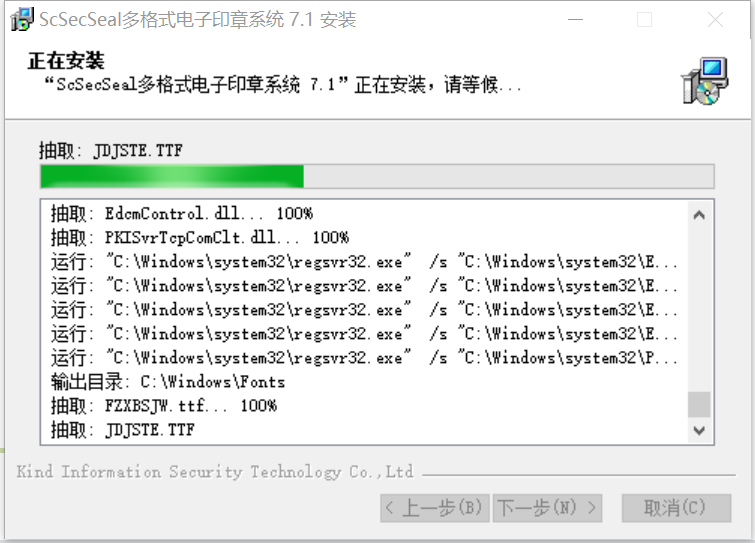 ScSecSeal多格式电子印章系统 7.1 安装
正在安装
“ScSecSeal多格式电子印章系统 7.1”正在安装，请等候...
抽取: JDJSTE.TTF
抽取: EdcmControl.dll... 100%
抽取: PKISvrTcpComClt.dll... 100%
运行: "C:\Windows\system32\regsvr32.exe" /s "C:\Windows\system32\E...
运行: "C:\Windows\system32\regsvr32.exe" /s "C:\Windows\system32\E...
运行: "C:\Windows\system32\regsvr32.exe" /s "C:\Windows\system32\E...
运行: "C:\Windows\system32\regsvr32.exe" /s "C:\Windows\system32\E...
运行: "C:\Windows\system32\regsvr32.exe" /s "C:\Windows\system32\P...
输出目录: C:\Windows\Fonts
抽取: FZXBSJW.ttf... 100%
抽取: JDJSTE.TTF
Kind Information Security Technology Co.,Ltd
< 上一步(B) 下一步(N) > 取消(C)